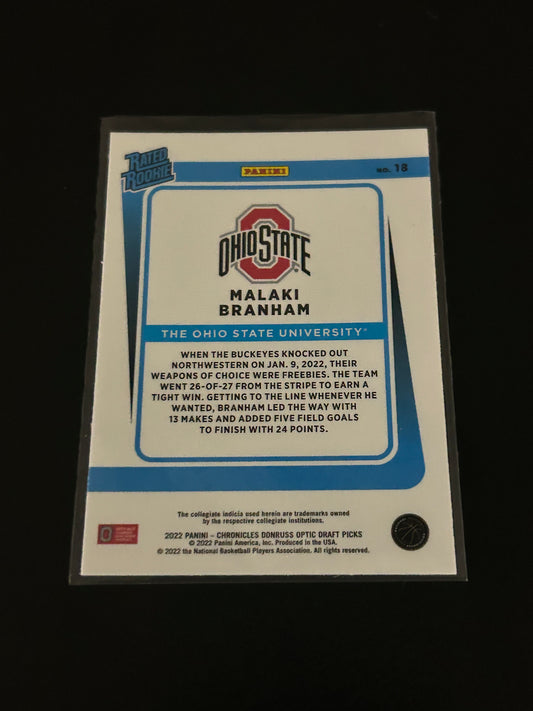 RATED
ROOKIE
PANINI
NO. 18
OHIO STATE
MALAKI
BRANHAM
THE OHIO STATE UNIVERSITY™
WHEN THE BUCKEYES KNOCKED OUT
NORTHWESTERN ON JAN. 9, 2022, THEIR
WEAPONS OF CHOICE WERE FREEBIES. THE TEAM
WENT 26-OF-27 FROM THE STRIPE TO EARN A
TIGHT WIN. GETTING TO THE LINE WHENEVER HE
WANTED, BRANHAM LED THE WAY WITH
13 MAKES AND ADDED FIVE FIELD GOALS
TO FINISH WITH 24 POINTS.
The collegiate indicia used herein are trademarks owned
by the respective collegiate institutions.
2022 PANINI – CHRONICLES DONRUSS OPTIC DRAFT PICKS
© 2022 Panini America, Inc. Produced in the USA.
© 2022 the National Basketball Players Association. All rights reserved.